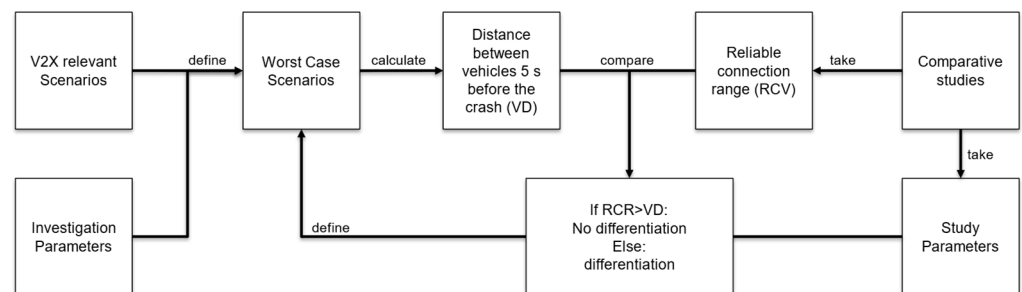 V2X relevant
Scenarios
define
Worst Case
Scenarios
calculate
Distance
between
vehicles 5 s
before the
crash (VD)
compare
Reliable
connection
range (RCV)
take
Comparative
studies
take
Investigation
Parameters
define
If RCR>VD:
No differentiation
Else:
differentiation
Study
Parameters